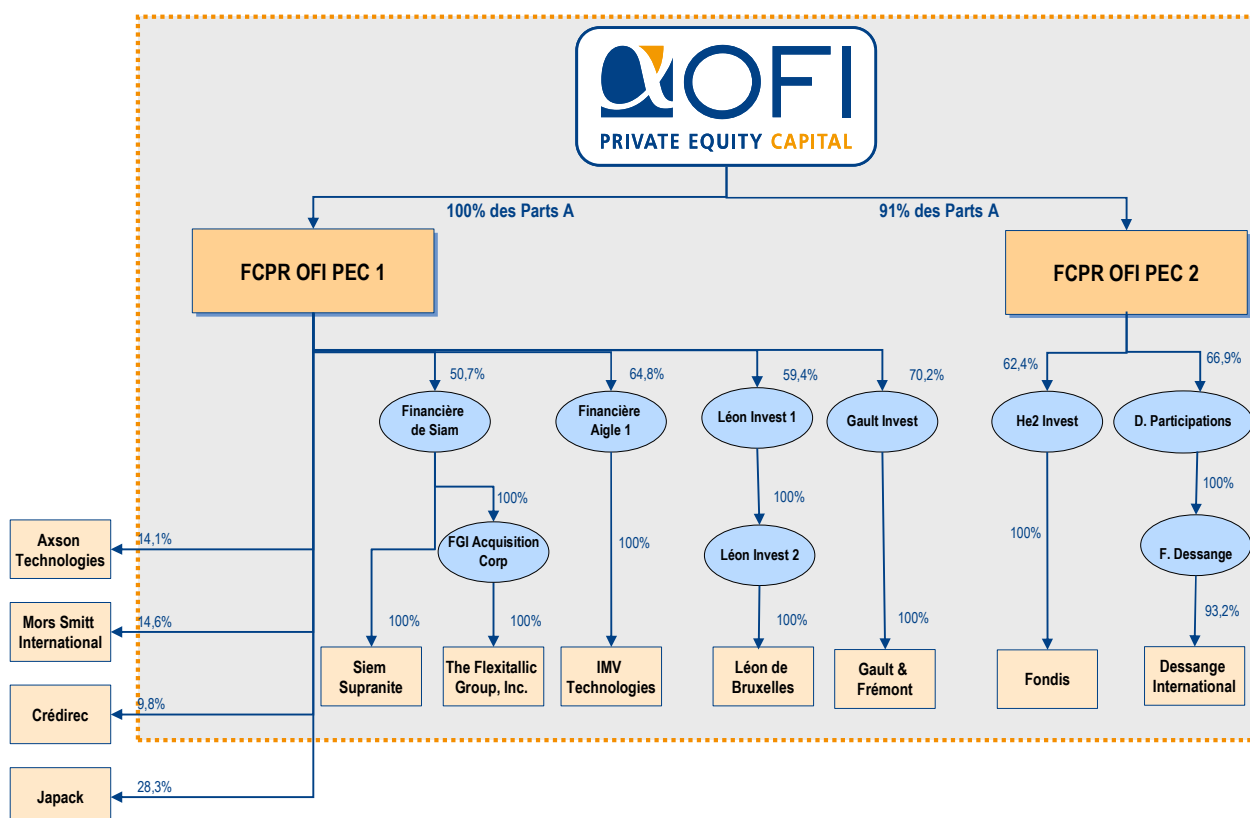 OFI
PRIVATE EQUITY CAPITAL
100% des Parts A
91% des Parts A
FCPR OFI PEC 1
FCPR OFI PEC 2
50,7%
64,8%
59,4%
70,2%
62,4%
66,9%
Financière
de Siam
Financière
Aigle 1
Léon Invest 1
Gault Invest
He2 Invest
D. Participations
100%
100%
100%
FGI Acquisition
Corp
100%
Léon Invest 2
100%
F. Dessange
Axson
Technologies
14,1%
Mors Smitt
International
14,6%
100%
100%
100%
100%
93,2%
Siem
Supranite
The Flexitallic
Group, Inc.
IMV
Technologies
Léon de
Bruxelles
Gault &
Frémont
Fondis
Dessange
International
Crédirec
9,8%
Japack
28,3%